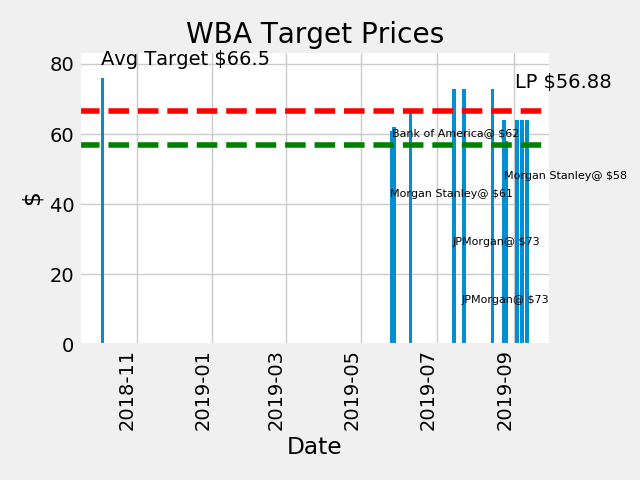 WBA Target Prices
Avg Target $66.5
LP $56.88
80
60
40
20
0
$
Bank of America@ $62
Morgan Stanley@ $58
Morgan Stanley@ $61
JPMorgan@ $73
JPMorgan@ $73
2018-11
2019-01
2019-03
2019-05
2019-07
2019-09
Date